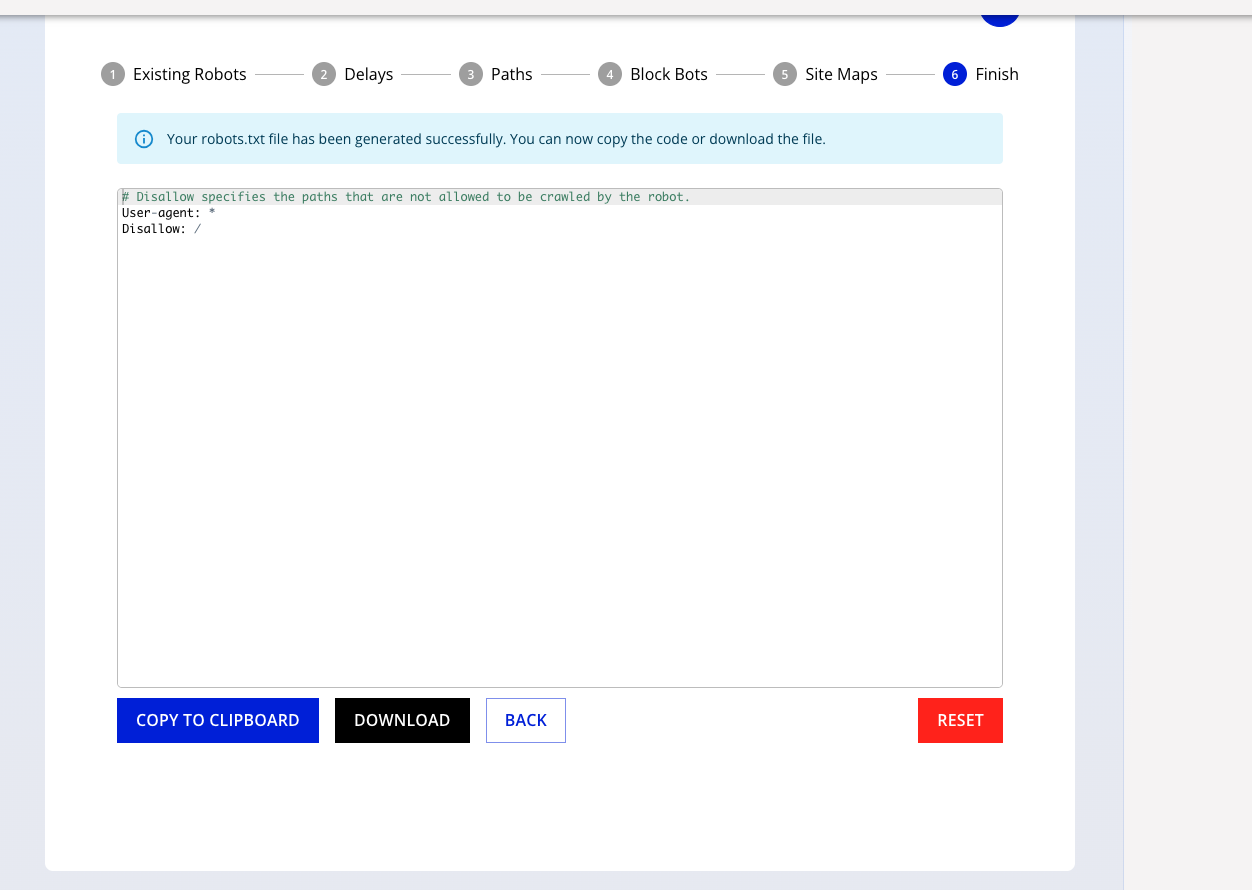 1 Existing Robots 2 Delays 3 Paths 4 Block Bots 5 Site Maps 6 Finish
Your robots.txt file has been generated successfully. You can now copy the code or download the file.
# Disallow specifies the paths that are not allowed to be crawled by the robot.
User-agent: *
Disallow: /
COPY TO CLIPBOARD DOWNLOAD BACK RESET